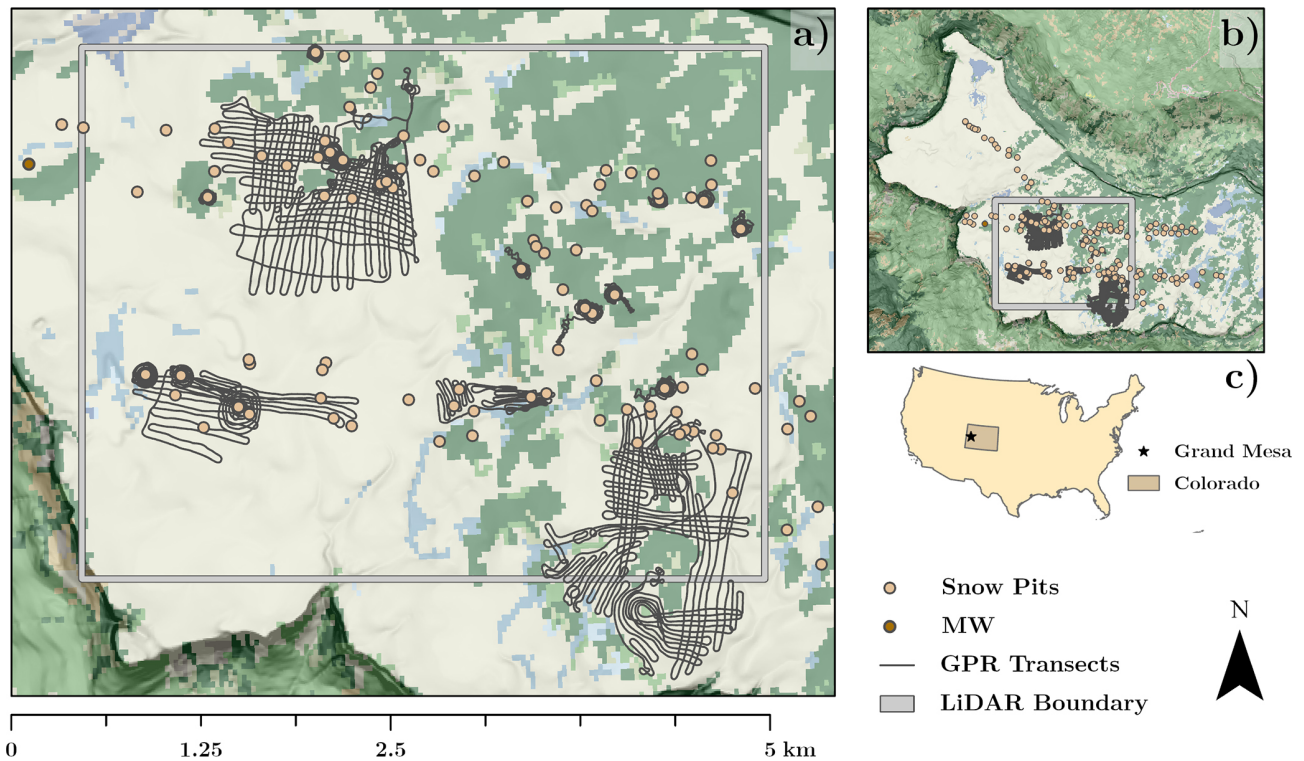 a)
b)
c)
Grand Mesa
Colorado
Snow Pits
MW
GPR Transects
LiDAR Boundary
N
0 1.25 2.5 5 km